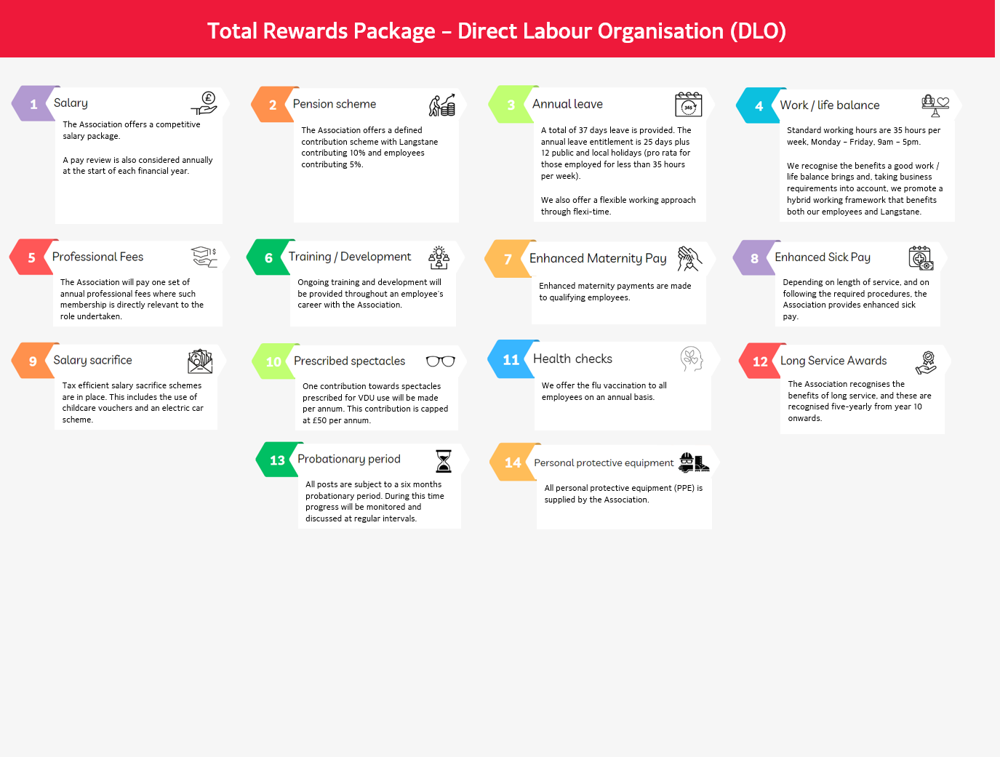 Total Rewards Package – Direct Labour Organisation (DLO)
1
Salary
£
The Association offers a competitive
salary package.
A pay review is also considered annually
at the start of each financial year.
2
Pension scheme
The Association offers a defined
contribution scheme with Langstane
contributing 10% and employees
contributing 5%.
3
Annual leave
365
A total of 37 days leave is provided. The
annual leave entitlement is 25 days plus
12 public and local holidays (pro rata for
those employed for less than 35 hours
per week).
We also offer a flexible working approach
through flexi-time.
4
Work / life balance
Standard working hours are 35 hours per
week, Monday – Friday, 9am – 5pm.
We recognise the benefits a good work /
life balance brings and, taking business
requirements into account, we promote a
hybrid working framework that benefits
both our employees and Langstane.
5
Professional Fees
$
The Association will pay one set of
annual professional fees where such
membership is directly relevant to the
role undertaken.
6
Training / Development
Ongoing training and development will
be provided throughout an employee's
career with the Association.
7
Enhanced Maternity Pay
Enhanced maternity payments are made
to qualifying employees.
8
Enhanced Sick Pay
Depending on length of service, and on
following the required procedures, the
Association provides enhanced sick
pay.
9
Salary sacrifice
Tax efficient salary sacrifice schemes
are in place. This includes the use of
childcare vouchers and an electric car
scheme.
10
Prescribed spectacles
One contribution towards spectacles
prescribed for VDU use will be made
per annum. This contribution is capped
at £50 per annum.
11
Health checks
We offer the flu vaccination to all
employees on an annual basis.
12
Long Service Awards
The Association recognises the
benefits of long service, and these are
recognised five-yearly from year 10
onwards.
13
Probationary period
All posts are subject to a six months
probationary period. During this time
progress will be monitored and
discussed at regular intervals.
14
Personal protective equipment
All personal protective equipment (PPE) is
supplied by the Association.